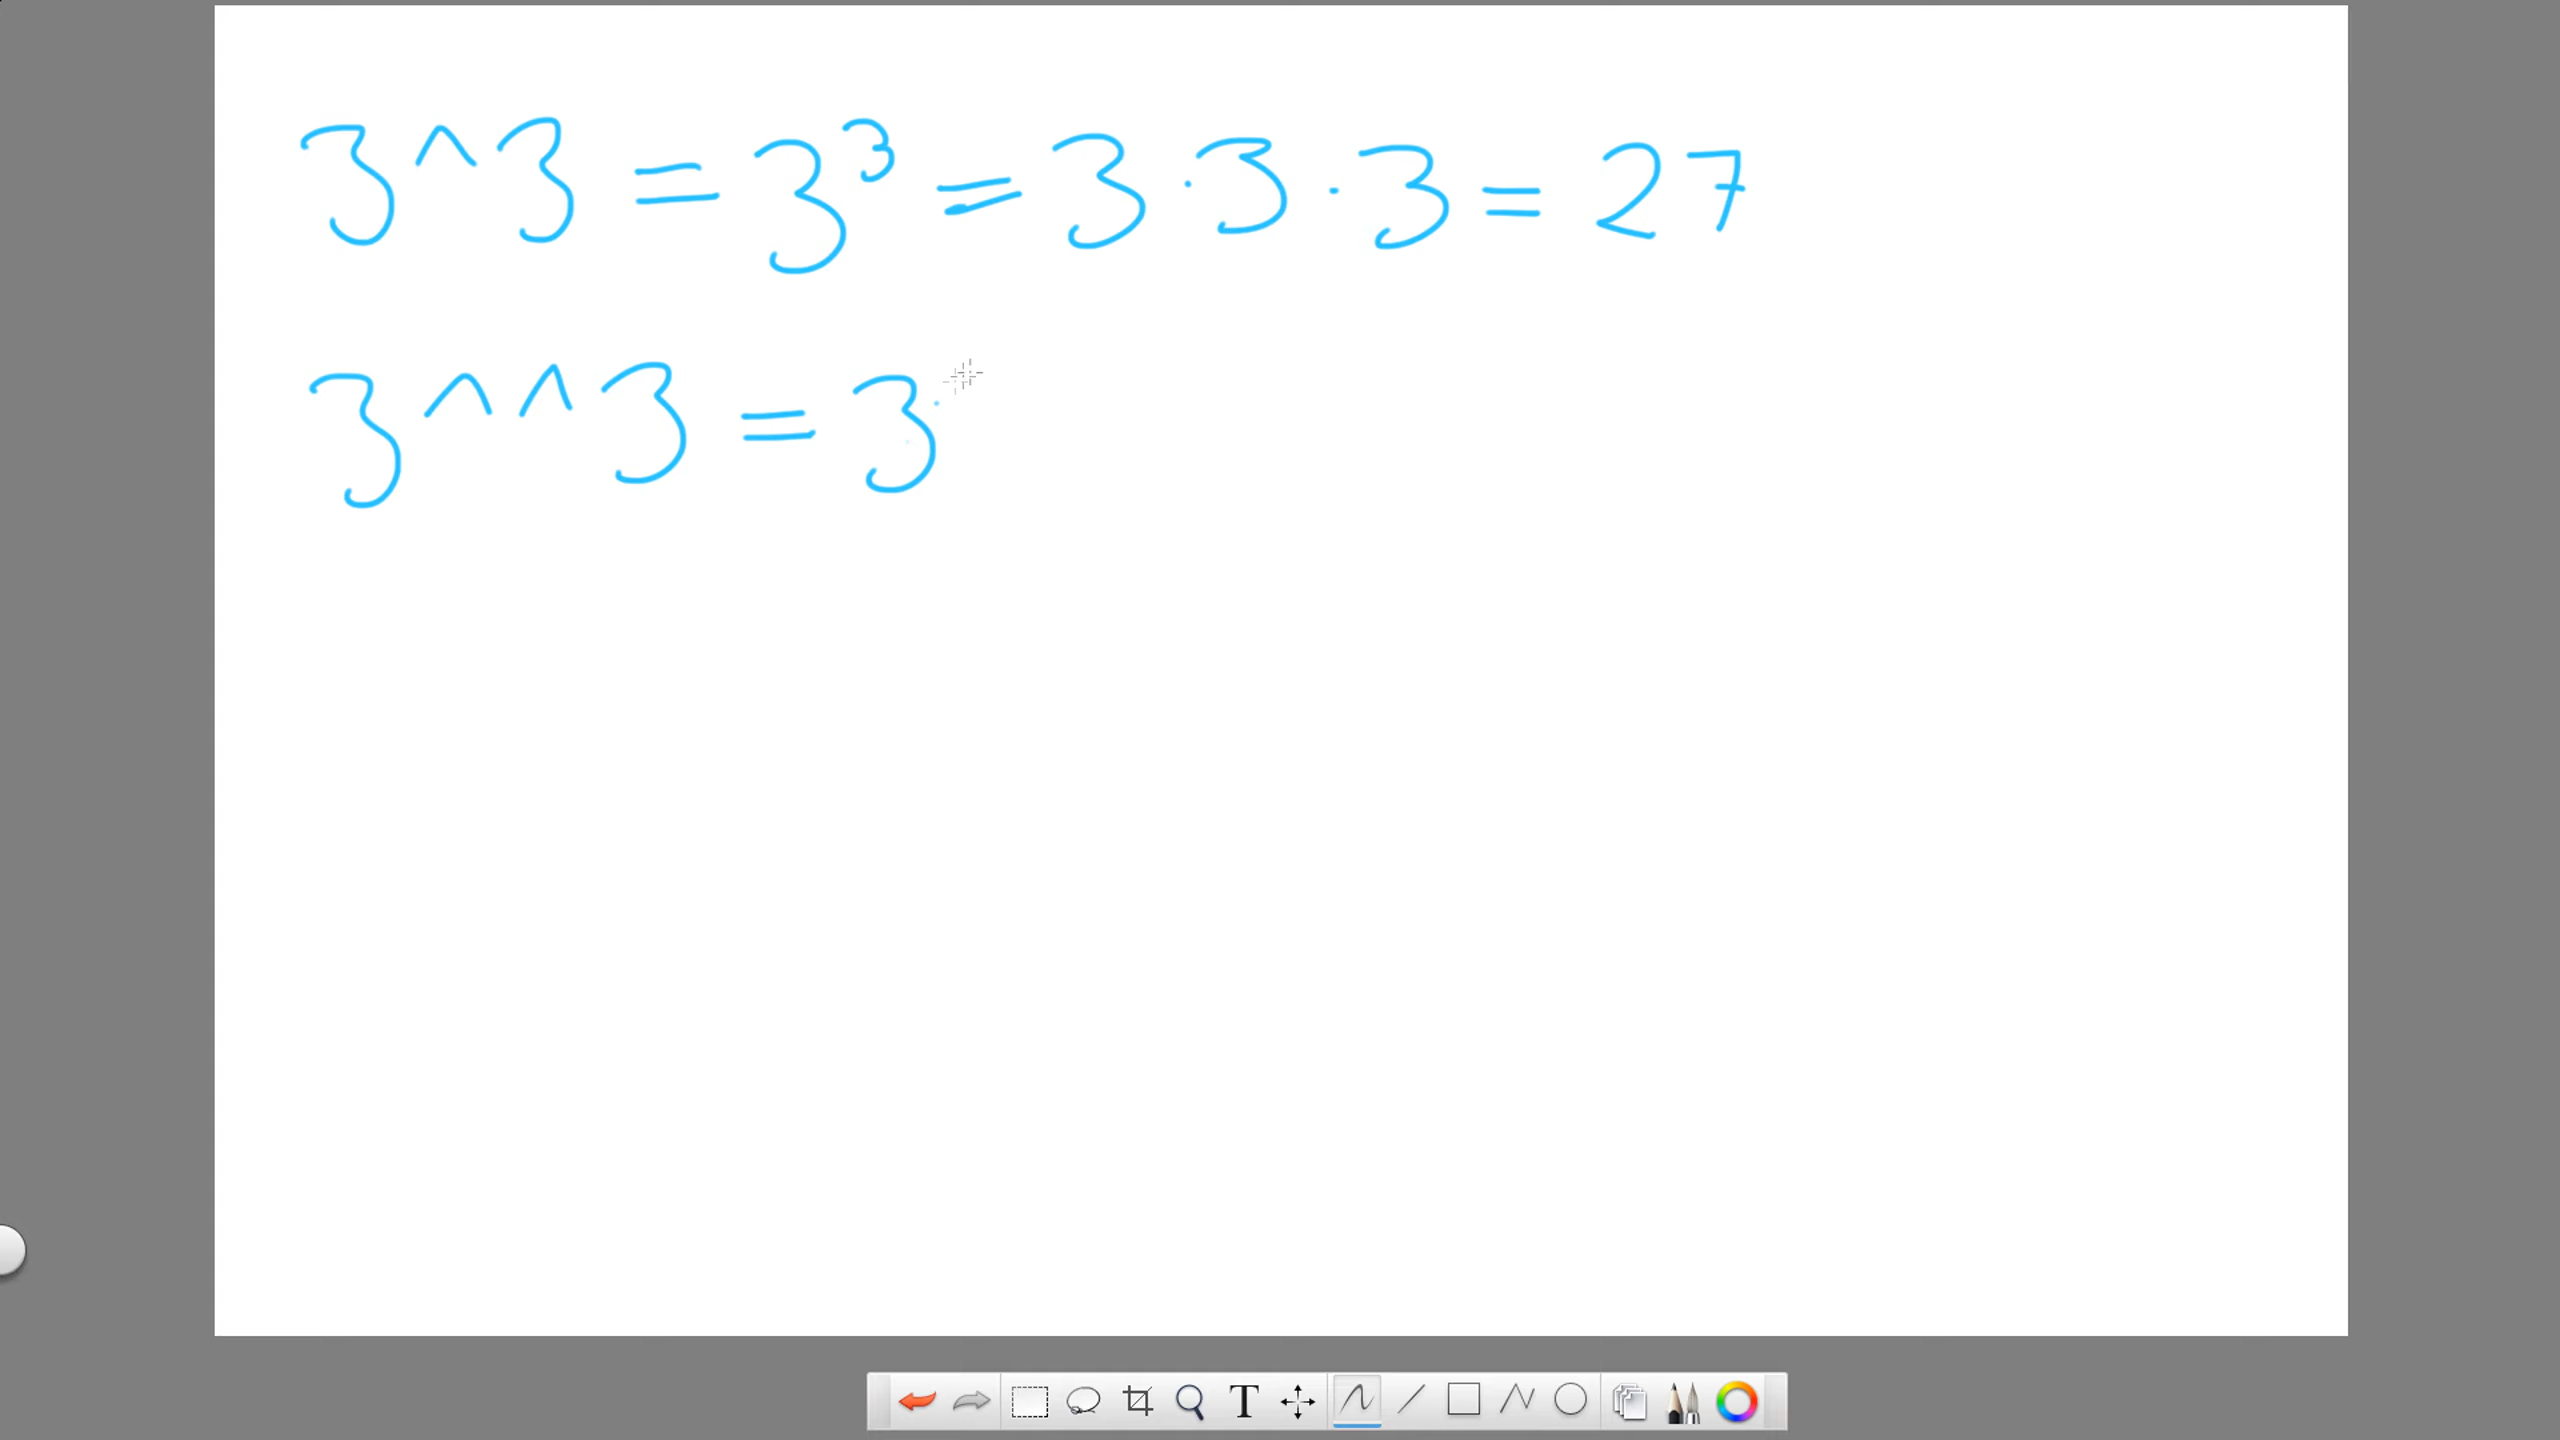 3^3 = 3³ = 3·3·3 = 27
3^^3 = 3
T